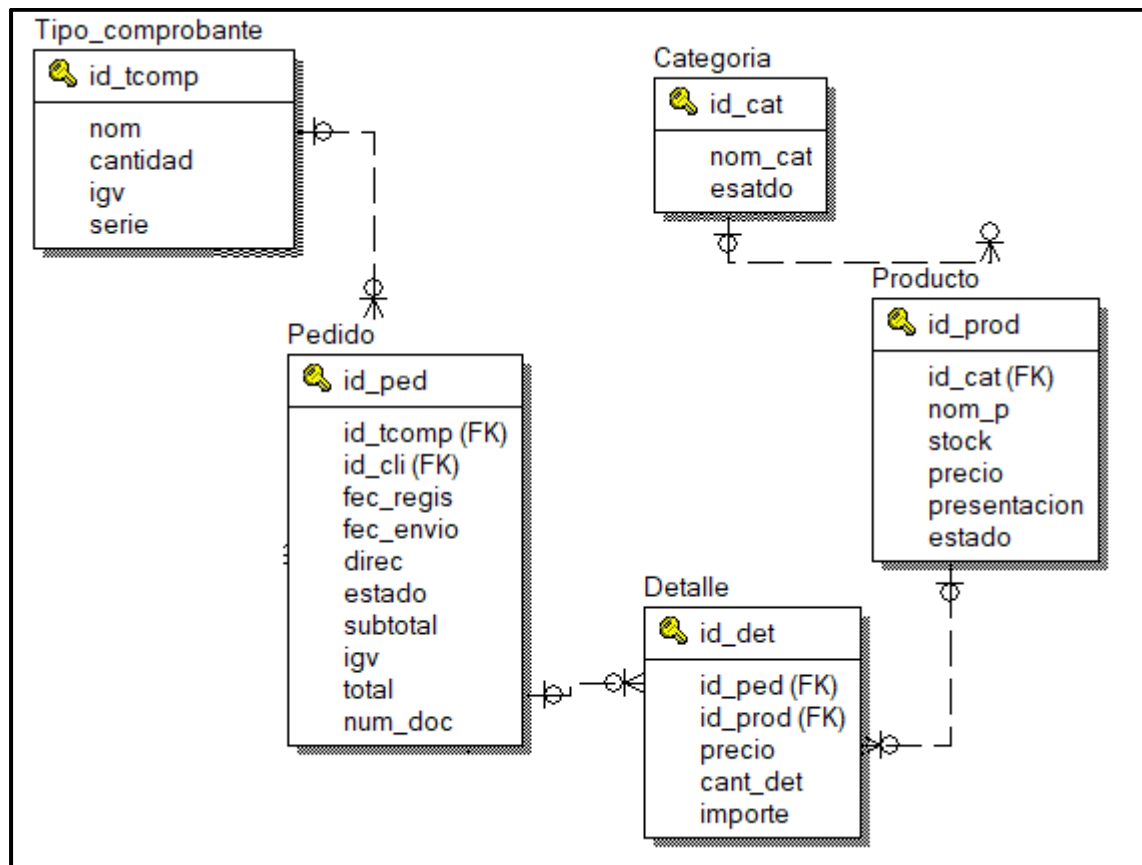 Tipo_comprobante
id_tcomp
nom
cantidad
igv
serie
Categoria
id_cat
nom_cat
esatdo
Producto
id_prod
id_cat (FK)
nom_p
stock
precio
presentacion
estado
Pedido
id_ped
id_tcomp (FK)
id_cli (FK)
fec_regis
fec_envio
direc
estado
subtotal
igv
total
num_doc
Detalle
id_det
id_ped (FK)
id_prod (FK)
precio
cant_det
importe